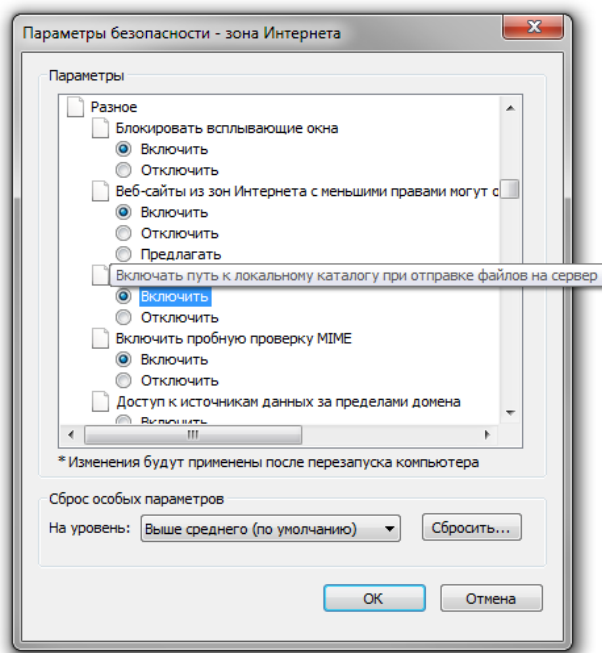 Параметры безопасности - зона Интернета
Параметры
Разное
Блокировать всплывающие окна
Включить
Отключить
Веб-сайты из зон Интернета с меньшими правами могут
Включить
Отключить
Предлагать
Включать путь к локальному каталогу при отправке файлов на сервер
Включить
Отключить
Включить пробную проверку MIME
Включить
Отключить
Доступ к источникам данных за пределами домена
Включить
* Изменения будут применены после перезапуска компьютера
Сброс особых параметров
На уровень: Выше среднего (по умолчанию) Сбросить...
OK Отмена